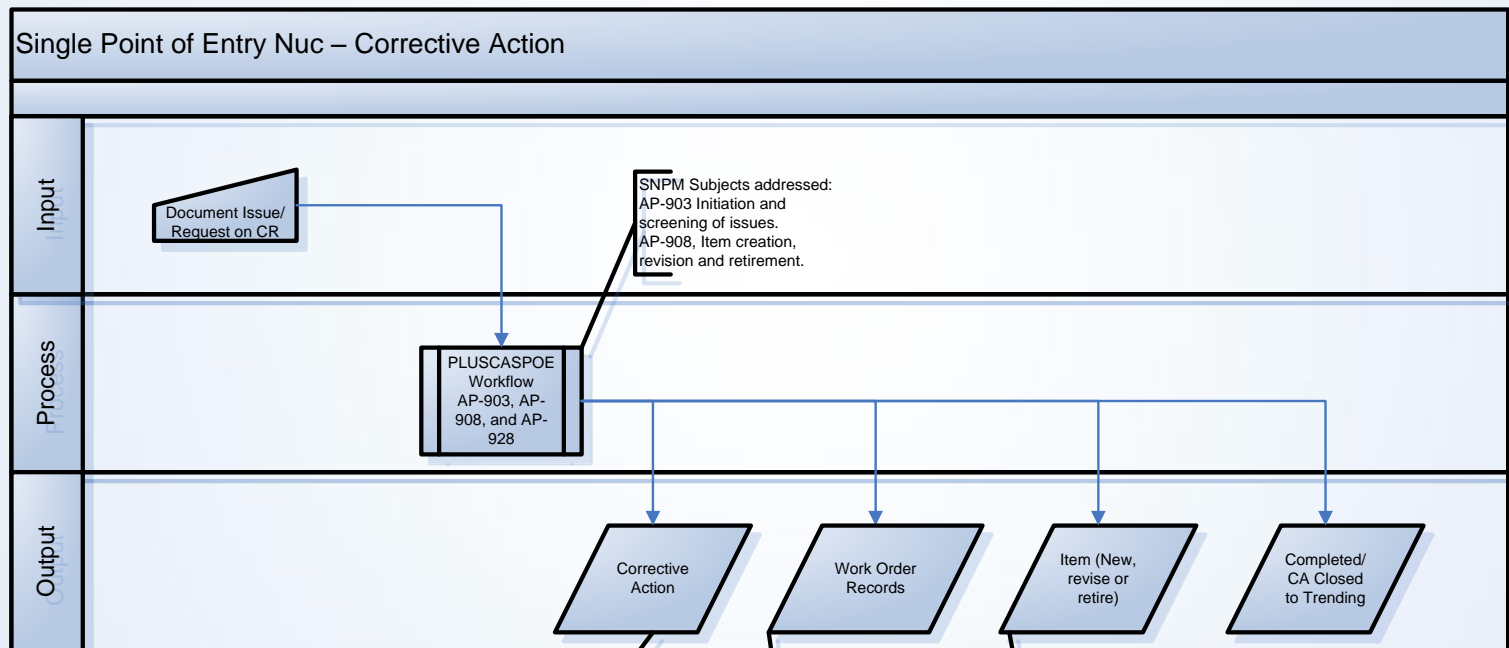 Single Point of Entry Nuc – Corrective Action
Input
Document Issue/
Request on CR
SNPM Subjects addressed:
AP-903 Initiation and
screening of issues.
AP-908, Item creation,
revision and retirement.
Process
PLUSCASPOE
Workflow
AP-903, AP-
908, and AP-
928
Output
Corrective
Action
Work Order
Records
Item (New,
revise or
retire)
Completed/
CA Closed
to Trending